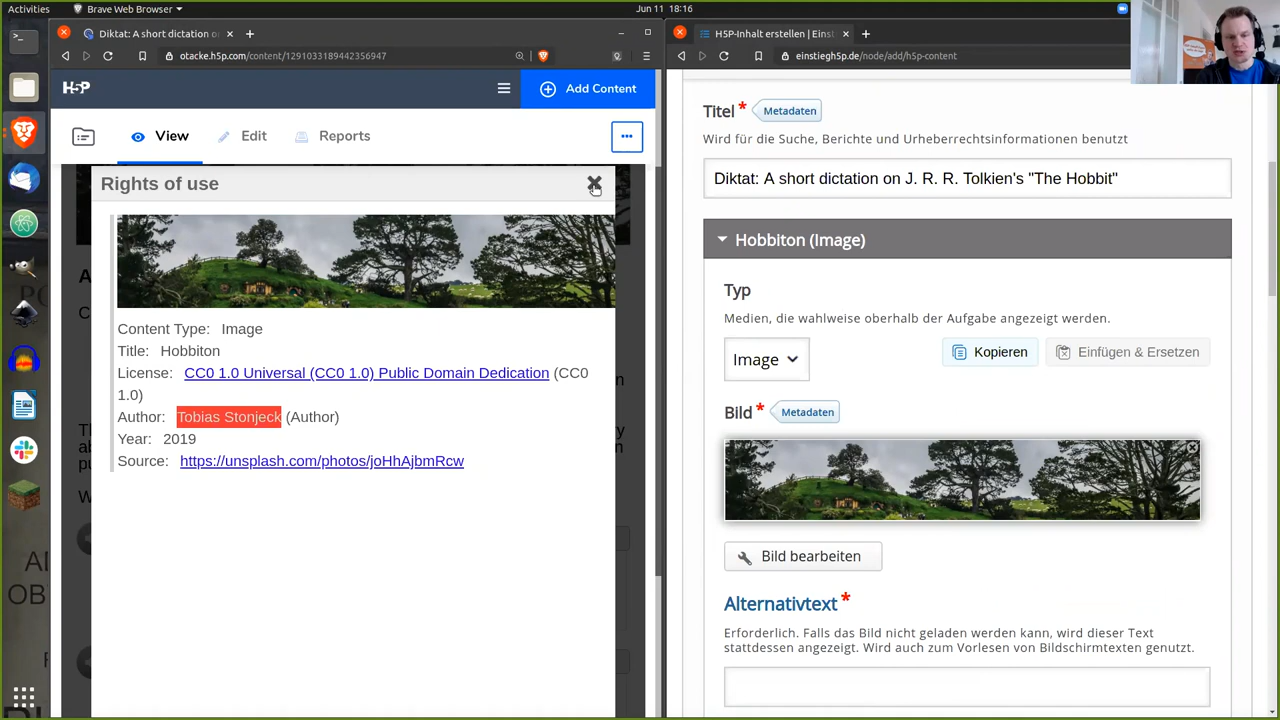 Activities
Brave Web Browser
Jun 11 18:16
Diktat: A short dictation o
otacke.h5p.com/content/1291033189442356947
H5P
Add Content
View
Edit
Reports
Rights of use
Content Type: Image
Title: Hobbiton
License: CC0 1.0 Universal (CC0 1.0) Public Domain Dedication (CC0
1.0)
Author: Tobias Stonjeck (Author)
Year: 2019
Source: https://unsplash.com/photos/joHhAjbmRcw
H5P-Inhalt erstellen | Einst
einstiegh5p.de/node/add/h5p-content
Titel * Metadaten
Wird für die Suche, Berichte und Urheberrechtsinformationen benutzt
Diktat: A short dictation on J. R. R. Tolkien's "The Hobbit"
Hobbiton (Image)
Typ
Medien, die wahlweise oberhalb der Aufgabe angezeigt werden.
Image
Kopieren
Einfügen & Ersetzen
Bild * Metadaten
Bild bearbeiten
Alternativtext *
Erforderlich. Falls das Bild nicht geladen werden kann, wird dieser Text
stattdessen angezeigt. Wird auch zum Vorlesen von Bildschirmtexten genutzt.